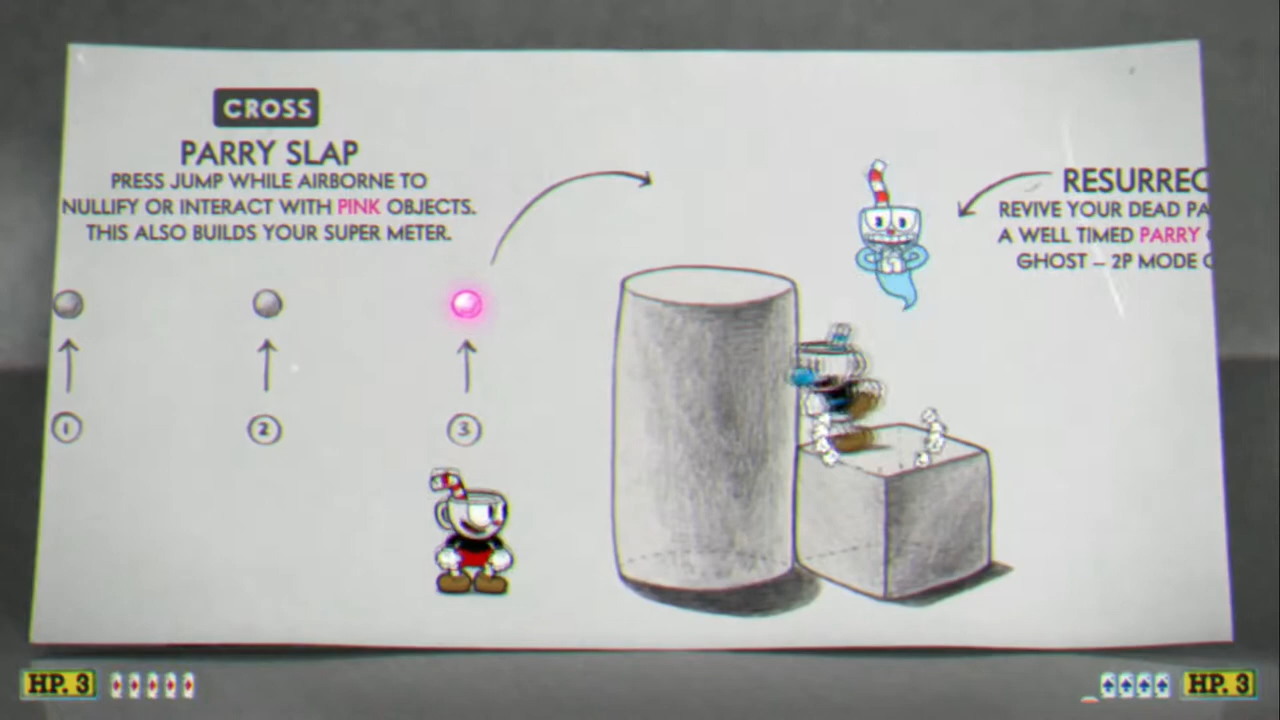 CROSS
PARRY SLAP
PRESS JUMP WHILE AIRBORNE TO
NULLIFY OR INTERACT WITH PINK OBJECTS.
THIS ALSO BUILDS YOUR SUPER METER.
1
2
3
RESURREC
REVIVE YOUR DEAD PA
A WELL TIMED PARRY
GHOST – 2P MODE O
HP. 3
HP. 3